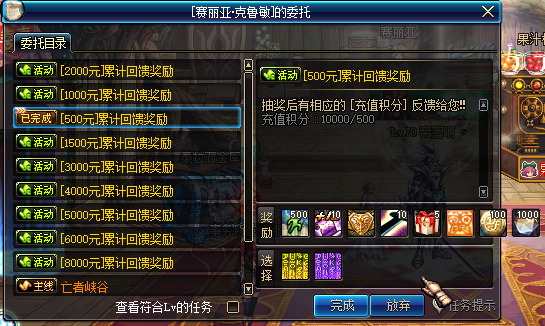 [赛丽亚·克鲁敏]的委托
委托目录
活动 [2000元]累计回馈奖励
活动 [1000元]累计回馈奖励
已完成 [500元]累计回馈奖励
活动 [1500元]累计回馈奖励
活动 [3000元]累计回馈奖励
活动 [4000元]累计回馈奖励
活动 [5000元]累计回馈奖励
活动 [6000元]累计回馈奖励
活动 [8000元]累计回馈奖励
主线 亡者峡谷
查看符合Lv的任务
活动 [500元]累计回馈奖励
抽奖后有相应的 [充值积分] 反馈给您!!
充值积分 : 10000/500
奖励
500
10
10
5
100
1000
选择
完成
放弃
任务提示
赛丽亚
果汁